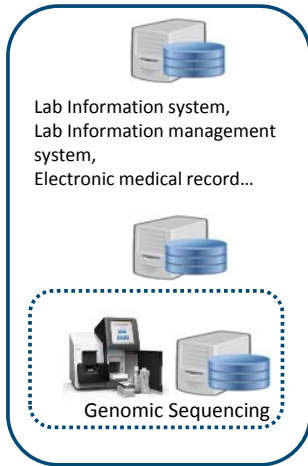 Lab Information system,
Lab Information management
system,
Electronic medical record…
Genomic Sequencing